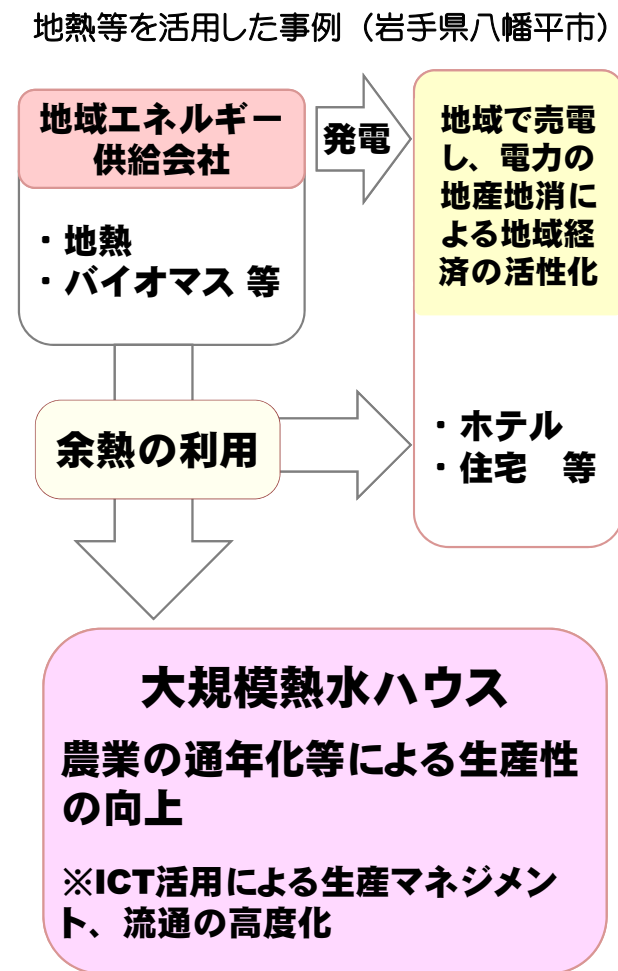 地熱等を活用した事例（岩手県八幡平市）
地域エネルギー
供給会社
・地熱
・バイオマス 等
発電
地域で売電
し、電力の
地産地消に
よる地域経
済の活性化
・ホテル
・住宅　等
余熱の利用
大規模熱水ハウス
農業の通年化等による生産性
の向上
※ICT活用による生産マネジメン
ト、流通の高度化